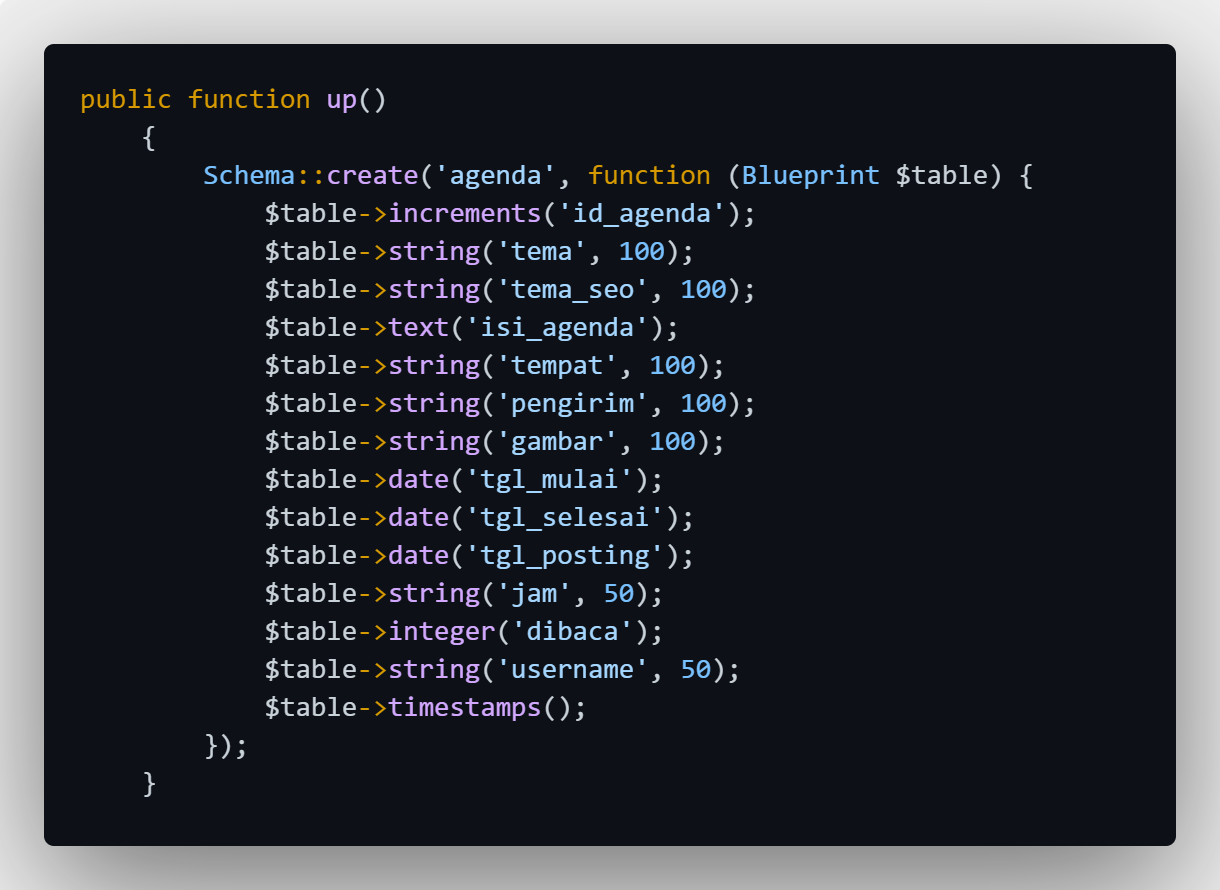 public function up()
    {
        Schema::create('agenda', function (Blueprint $table) {
            $table->increments('id_agenda');
            $table->string('tema', 100);
            $table->string('tema_seo', 100);
            $table->text('isi_agenda');
            $table->string('tempat', 100);
            $table->string('pengirim', 100);
            $table->string('gambar', 100);
            $table->date('tgl_mulai');
            $table->date('tgl_selesai');
            $table->date('tgl_posting');
            $table->string('jam', 50);
            $table->integer('dibaca');
            $table->string('username', 50);
            $table->timestamps();
        });
    }